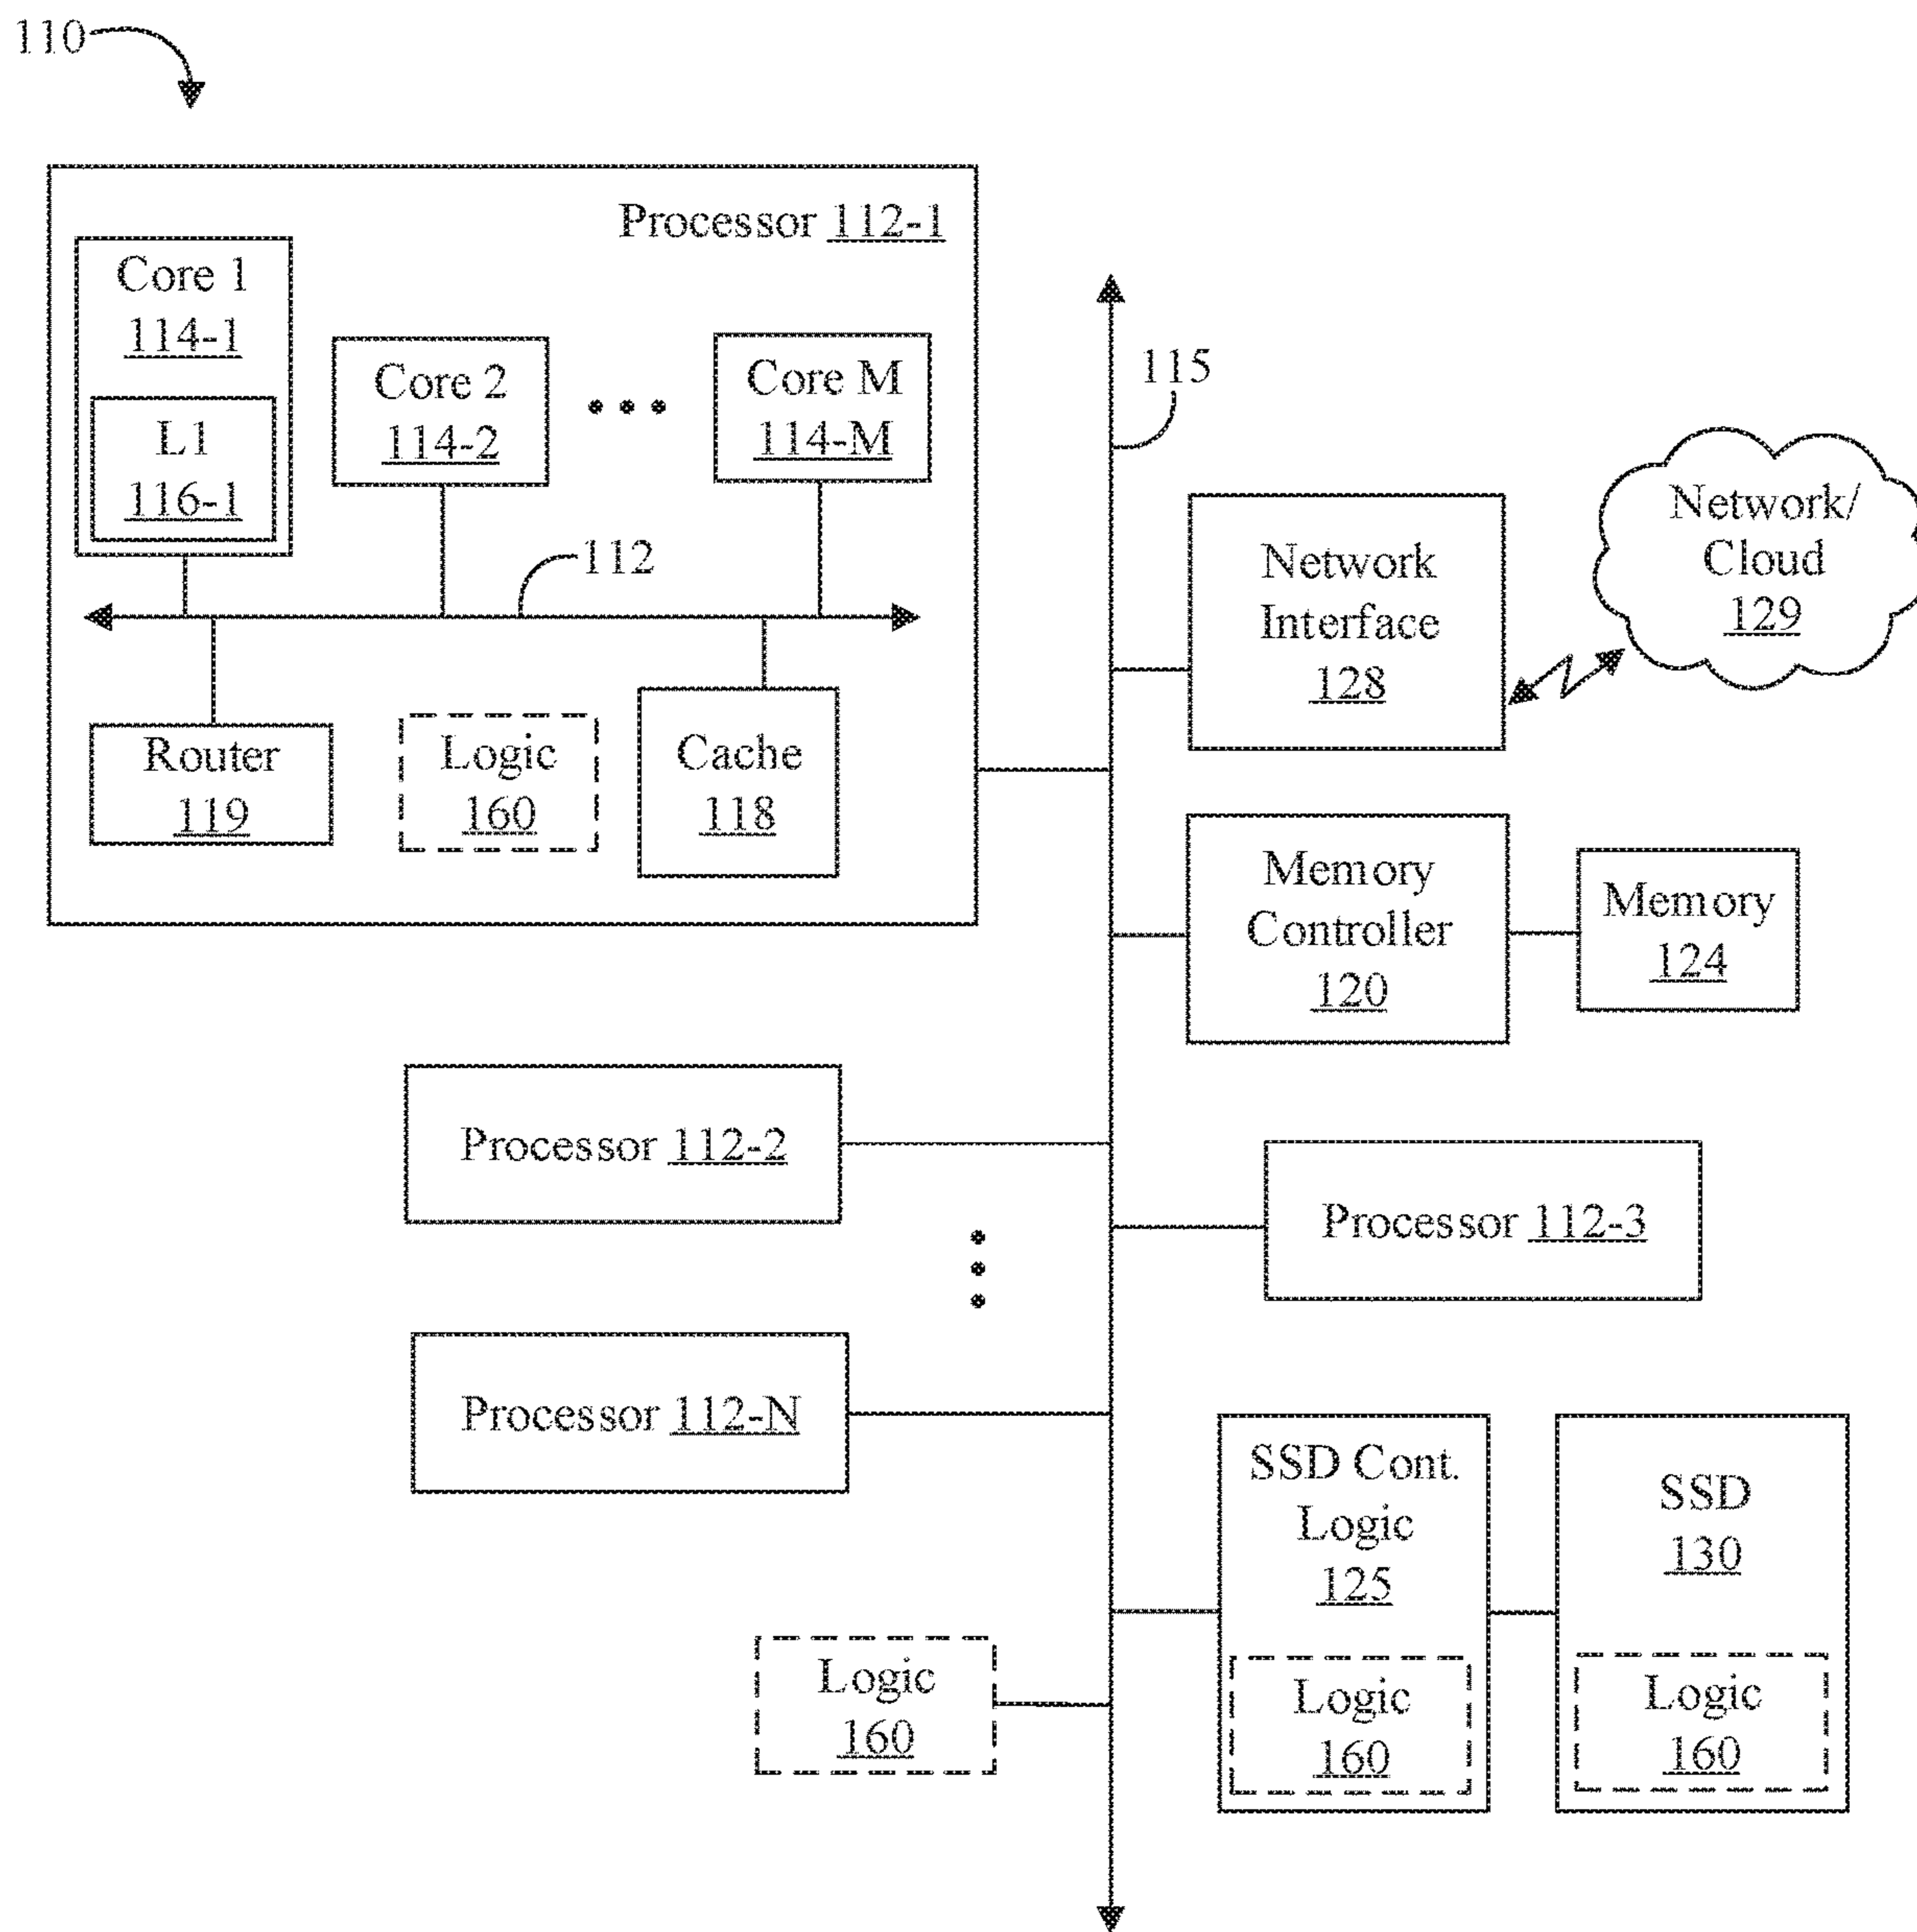 110
Processor 112-1
Core 1
114-1
L1
116-1
Core 2
114-2
Core M
114-M
112
Router
119
Logic
160
Cache
118
115
Network
Interface
128
Network/
Cloud
129
Memory
Controller
120
Memory
124
Processor 112-2
Processor 112-3
Processor 112-N
SSD Cont.
Logic
125
Logic
160
SSD
130
Logic
160
Logic
160